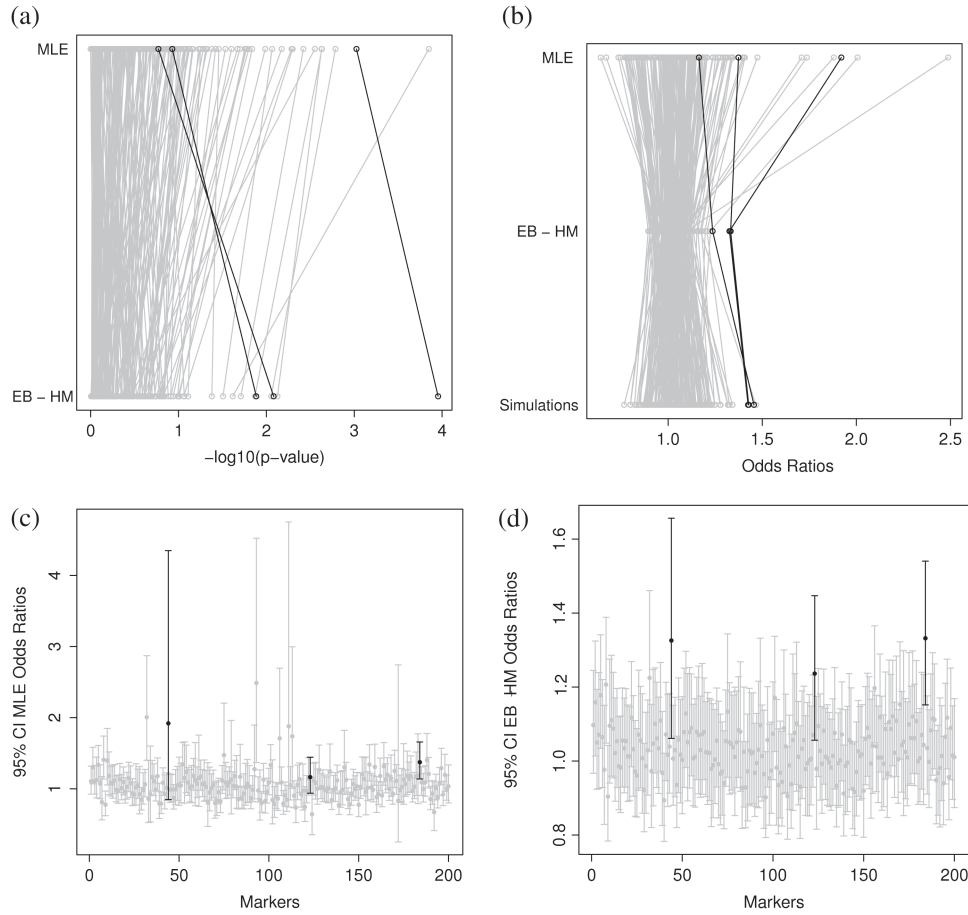 (a)
MLE
EB − HM
0 1 2 3 4
−log10(p−value)
(b)
MLE
EB − HM
Simulations
1.0 1.5 2.0 2.5
Odds Ratios
(c)
95% CI MLE Odds Ratios
4
3
2
1
0 50 100 150 200
Markers
(d)
95% CI EB HM Odds Ratios
1.6
1.4
1.2
1.0
0.8
0 50 100 150 200
Markers